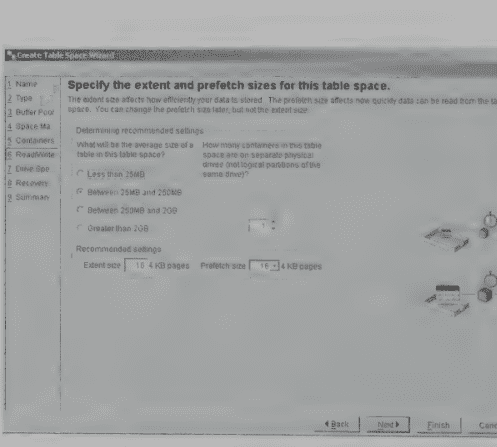 Create Table Space Wizard
1 Name
2 Type
3 Buffer Poo
4 Space Ma
5 Containers
6 Read/Write
7 Drive Spe
8 Recovery
9 Summar
Specify the extent and prefetch sizes for this table space.
The extent size affects how efficiently your data is stored. The prefetch size affects how quickly data can be read from the ta
space. You can change the prefetch size later, but not the extent size.
Determining recommended settings
What will be the average size of a
table in this table space?
How many containers in this table
space are on separate physical
drives (not logical partitions of the
same drive)?
Less than 25MB
Between 25MB and 250MB
Between 250MB and 2GB
Greater than 2GB
1
Recommended settings
Extent size 16 4 KB pages Prefetch size 16 4 KB pages
Back Next Finish Canc